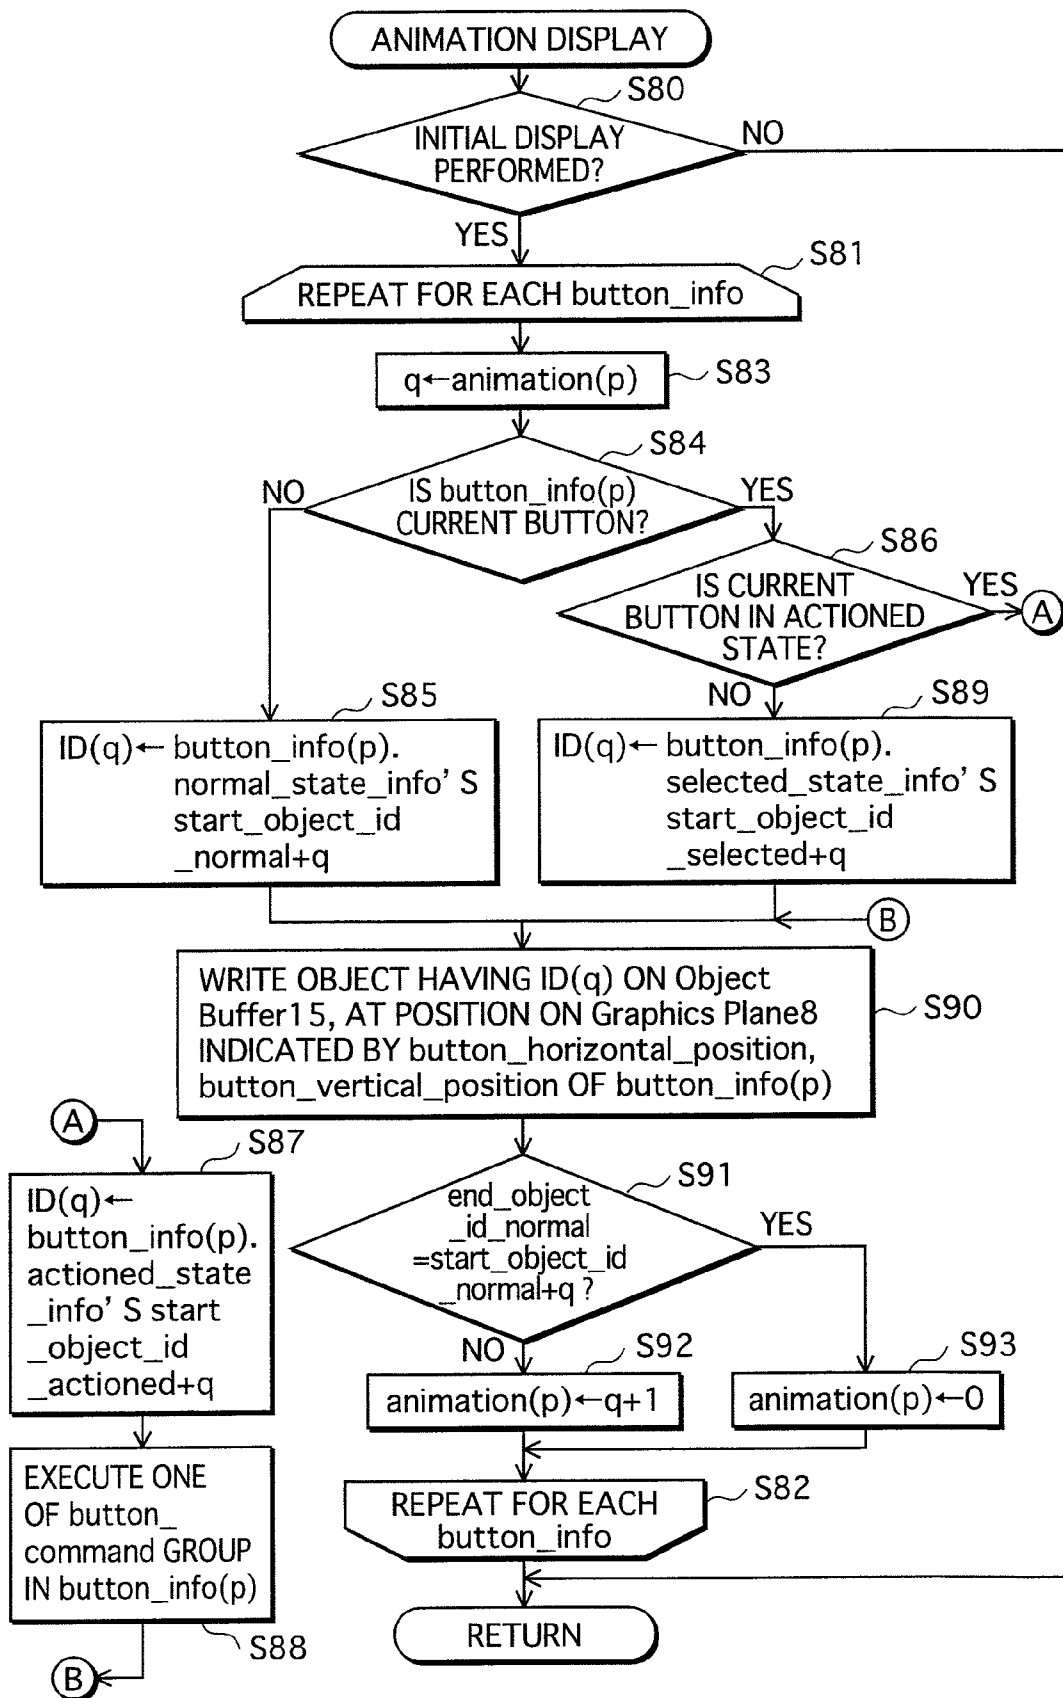 ANIMATION DISPLAY
S80
INITIAL DISPLAY
PERFORMED?
NO
YES
S81
REPEAT FOR EACH button_info
q←animation(p)
S83
S84
NO
IS button_info(p)
CURRENT BUTTON?
YES
S86
IS CURRENT
BUTTON IN ACTIONED
STATE?
YES
A
NO
S85
ID(q)← button_info(p).
normal_state_info' S
start_object_id
_normal+q
S89
ID(q)← button_info(p).
selected_state_info' S
start_object_id
_selected+q
B
WRITE OBJECT HAVING ID(q) ON Object
Buffer15, AT POSITION ON Graphics Plane8
INDICATED BY button_horizontal_position,
button_vertical_position OF button_info(p)
S90
A
S87
ID(q)←
button_info(p).
actioned_state
_info' S start
_object_id
_actioned+q
EXECUTE ONE
OF button_
command GROUP
IN button_info(p)
S88
B
S91
end_object
_id_normal
=start_object_id
_normal+q ?
YES
NO
S92
animation(p)←q+1
S93
animation(p)←0
REPEAT FOR EACH
button_info
S82
RETURN